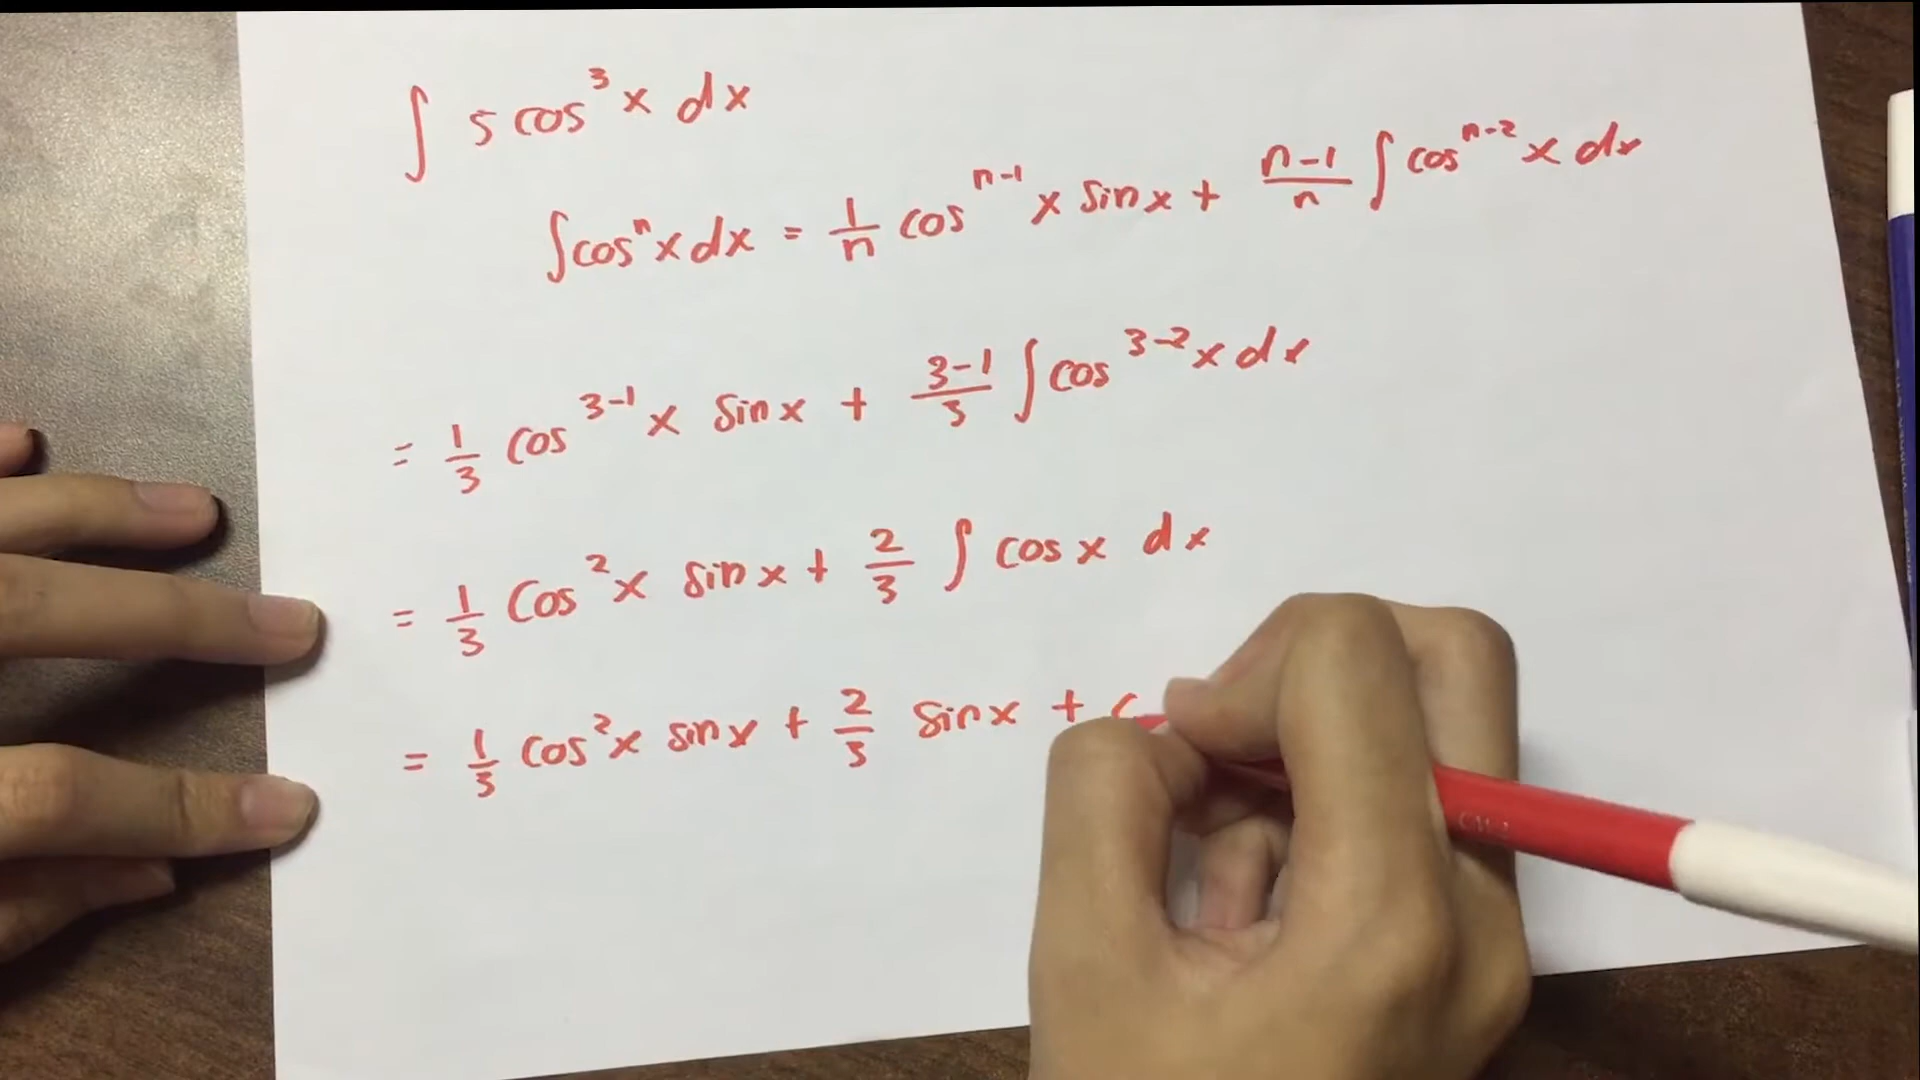 ∫ 5 cos³ x dx
∫cosⁿ x dx = 1/n cosⁿ⁻¹ x sin x + n-1/n ∫ cosⁿ⁻² x dx
= 1/3 cos³⁻¹ x sin x + 3-1/3 ∫ cos³⁻² x dx
= 1/3 cos² x sin x + 2/3 ∫ cos x dx
= 1/3 cos² x sin x + 2/3 sin x + c